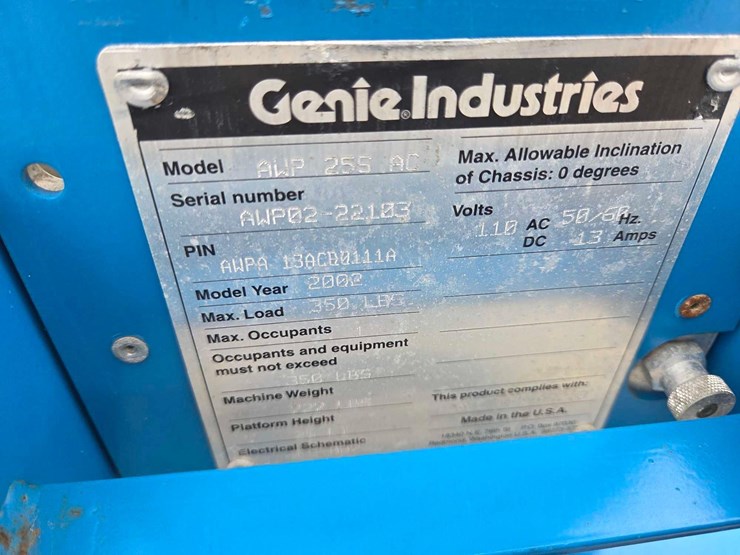 Genie Industries
Model AWP 25S AC
Serial number
AWP02-22103
PIN
AWPA 13ACB0111A
Model Year 2002
Max. Load 350 LBS
Max. Occupants 1
Occupants and equipment
must not exceed
350 LBS
Machine Weight
Platform Height
Electrical Schematic
Max. Allowable Inclination
of Chassis: 0 degrees
Volts 110 AC 50/60 Hz.
DC 13 Amps
This product complies with:
Made in the U.S.A.